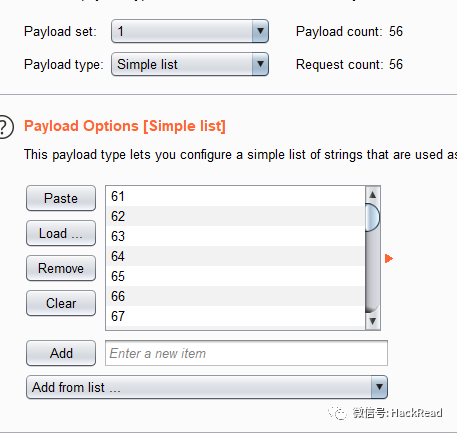 Payload set: 1 Payload count: 56
Payload type: Simple list Request count: 56
? Payload Options [Simple list]
This payload type lets you configure a simple list of strings that are used as
Paste
Load ...
Remove
Clear
61
62
63
64
65
66
67
Add Enter a new item
Add from list ...
微信号: HackRead